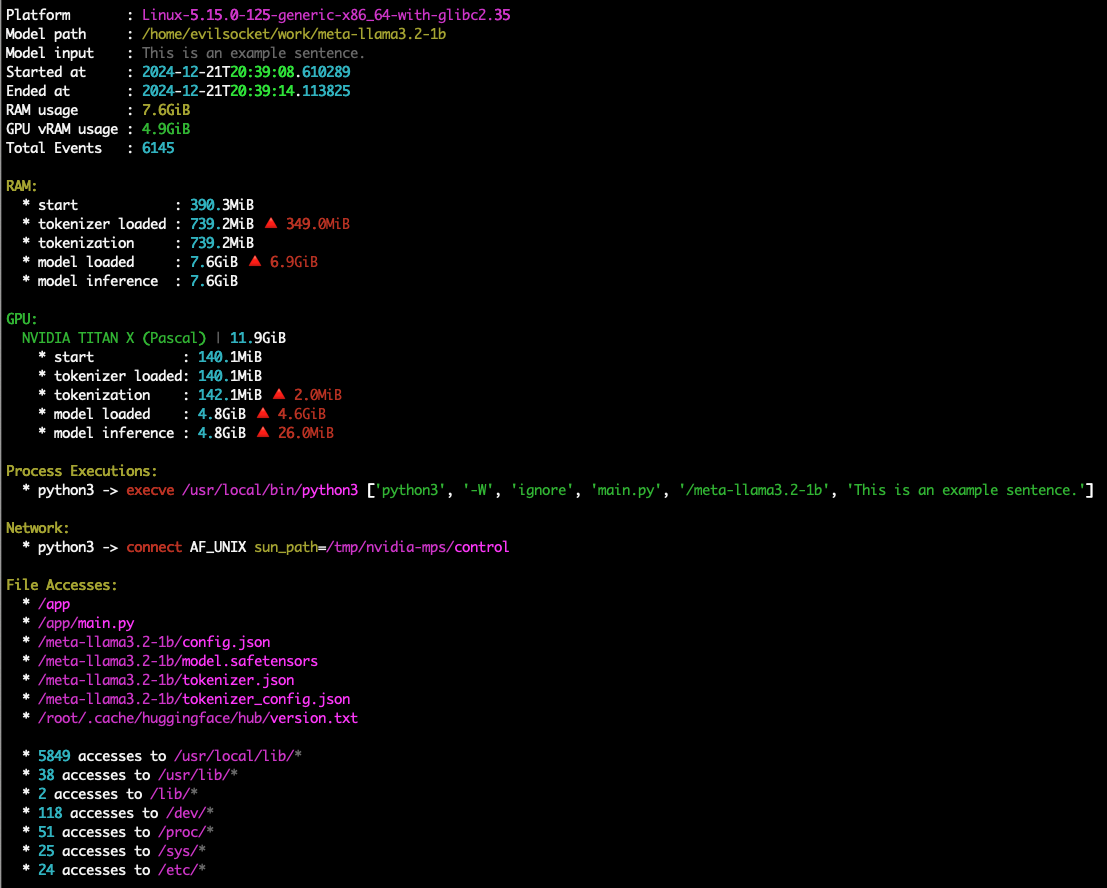 Platform : Linux-5.15.0-125-generic-x86_64-with-glibc2.35
Model path : /home/evilsocket/work/meta-llama3.2-1b
Model input : This is an example sentence.
Started at : 2024-12-21T20:39:08.610289
Ended at : 2024-12-21T20:39:14.113825
RAM usage : 7.6GiB
GPU vRAM usage : 4.9GiB
Total Events : 6145
RAM:
* start : 390.3MiB
* tokenizer loaded : 739.2MiB 🔺 349.0MiB
* tokenization : 739.2MiB
* model loaded : 7.6GiB 🔺 6.9GiB
* model inference : 7.6GiB
GPU:
NVIDIA TITAN X (Pascal) | 11.9GiB
* start : 140.1MiB
* tokenizer loaded: 140.1MiB
* tokenization : 142.1MiB 🔺 2.0MiB
* model loaded : 4.8GiB 🔺 4.6GiB
* model inference : 4.8GiB 🔺 26.0MiB
Process Executions:
* python3 -> execve /usr/local/bin/python3 ['python3', '-W', 'ignore', 'main.py', '/meta-llama3.2-1b', 'This is an example sentence.']
Network:
* python3 -> connect AF_UNIX sun_path=/tmp/nvidia-mps/control
File Accesses:
* /app
* /app/main.py
* /meta-llama3.2-1b/config.json
* /meta-llama3.2-1b/model.safetensors
* /meta-llama3.2-1b/tokenizer.json
* /meta-llama3.2-1b/tokenizer_config.json
* /root/.cache/huggingface/hub/version.txt
* 5849 accesses to /usr/local/lib/*
* 38 accesses to /usr/lib/*
* 2 accesses to /lib/*
* 118 accesses to /dev/*
* 51 accesses to /proc/*
* 25 accesses to /sys/*
* 24 accesses to /etc/*